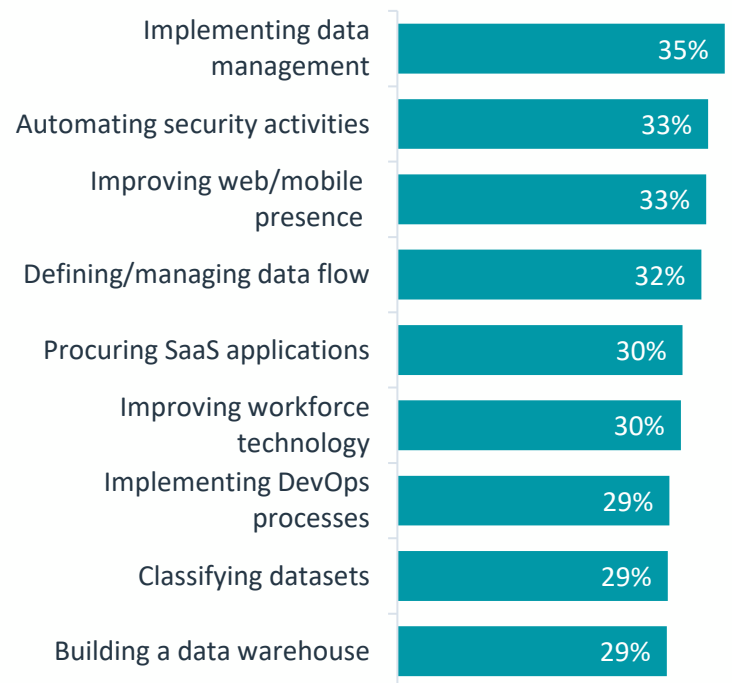 Implementing data
management
35%
Automating security activities
33%
Improving web/mobile
presence
33%
Defining/managing data flow
32%
Procuring SaaS applications
30%
Improving workforce
technology
30%
Implementing DevOps
processes
29%
Classifying datasets
29%
Building a data warehouse
29%